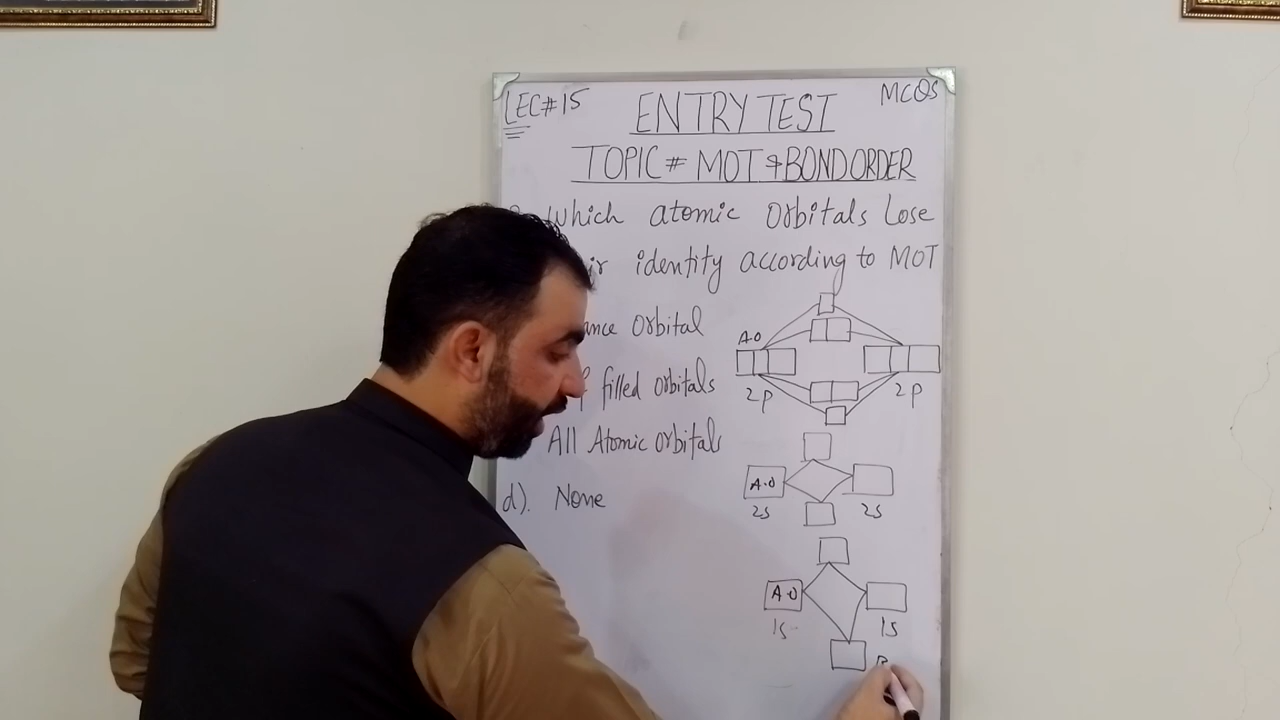 LEC#15 ENTRY TEST MCQS
TOPIC # MOT & BOND ORDER
Which atomic Orbitals Lose
identity according to MOT
Orbital
filled orbitals
All Atomic orbitals
d). None
A.O
2p 2p
A.O
2s 2s
A.O
1s 1s